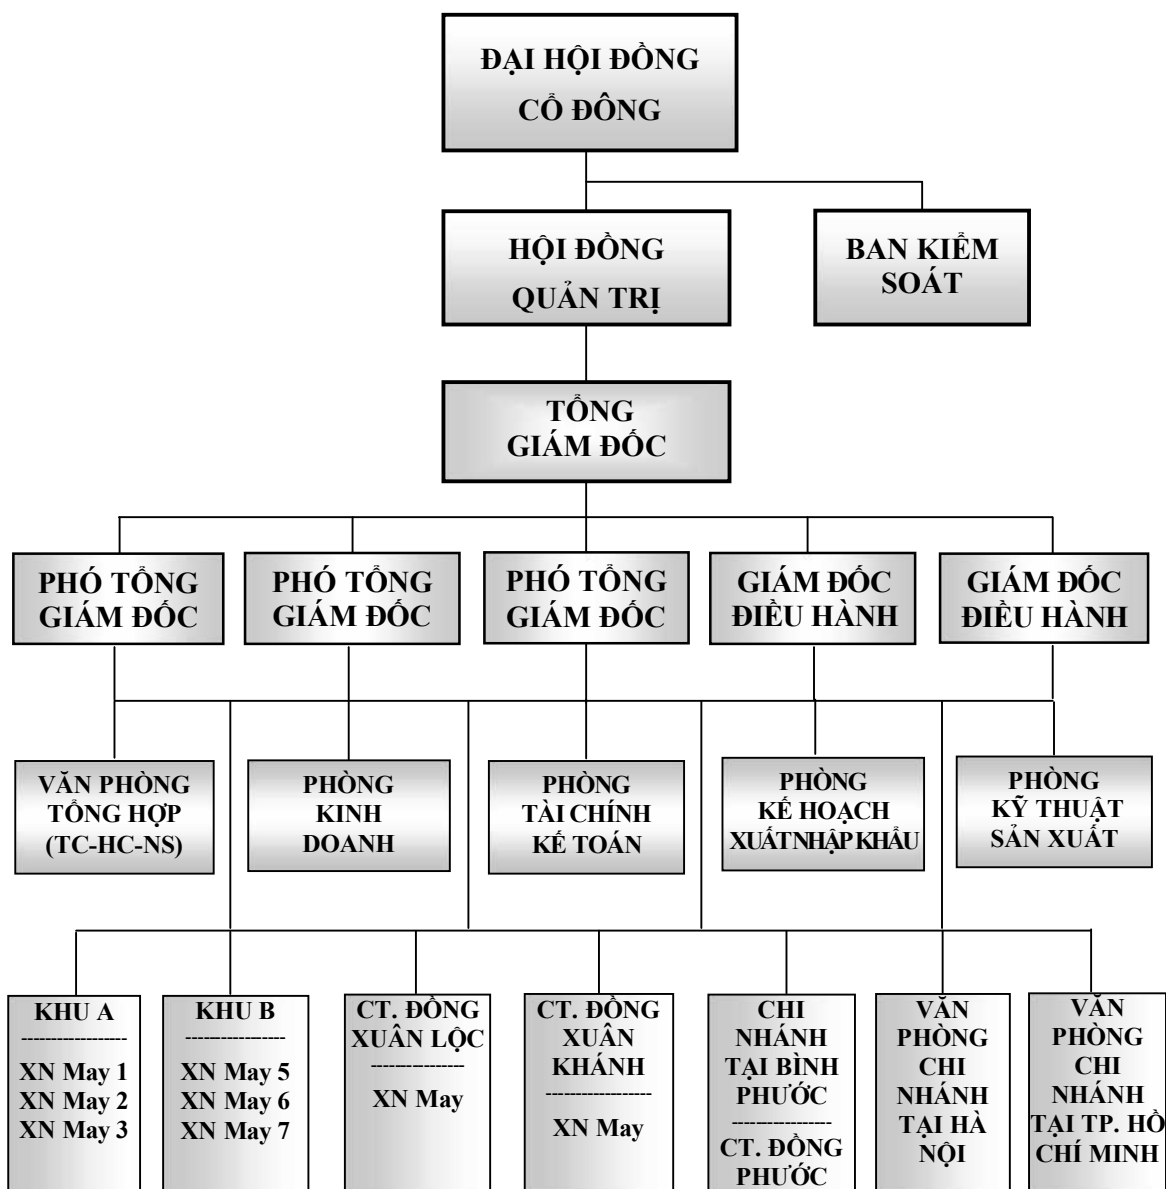 ĐẠI HỘI ĐỒNG
CỔ ĐÔNG
HỘI ĐỒNG
QUẢN TRỊ
BAN KIỂM
SOÁT
TỔNG
GIÁM ĐỐC
PHÓ TỔNG
GIÁM ĐỐC
PHÓ TỔNG
GIÁM ĐỐC
PHÓ TỔNG
GIÁM ĐỐC
GIÁM ĐỐC
ĐIỀU HÀNH
GIÁM ĐỐC
ĐIỀU HÀNH
VĂN PHÒNG
TỔNG HỢP
(TC-HC-NS)
PHÒNG
KINH
DOANH
PHÒNG
TÀI CHÍNH
KẾ TOÁN
PHÒNG
KẾ HOẠCH
XUẤT NHẬP KHẨU
PHÒNG
KỸ THUẬT
SẢN XUẤT
KHU A
------------------
XN May 1
XN May 2
XN May 3
KHU B
-----------------
XN May 5
XN May 6
XN May 7
CT. ĐỒNG
XUÂN LỘC
----------------
XN May
CT. ĐỒNG
XUÂN
KHÁNH
------------------
XN May
CHI
NHÁNH
TẠI BÌNH
PHƯỚC
-----------------
CT. ĐỒNG
PHƯỚC
VĂN
PHÒNG
CHI
NHÁNH
TẠI HÀ
NỘI
VĂN
PHÒNG
CHI
NHÁNH
TẠI TP. HỒ
CHÍ MINH